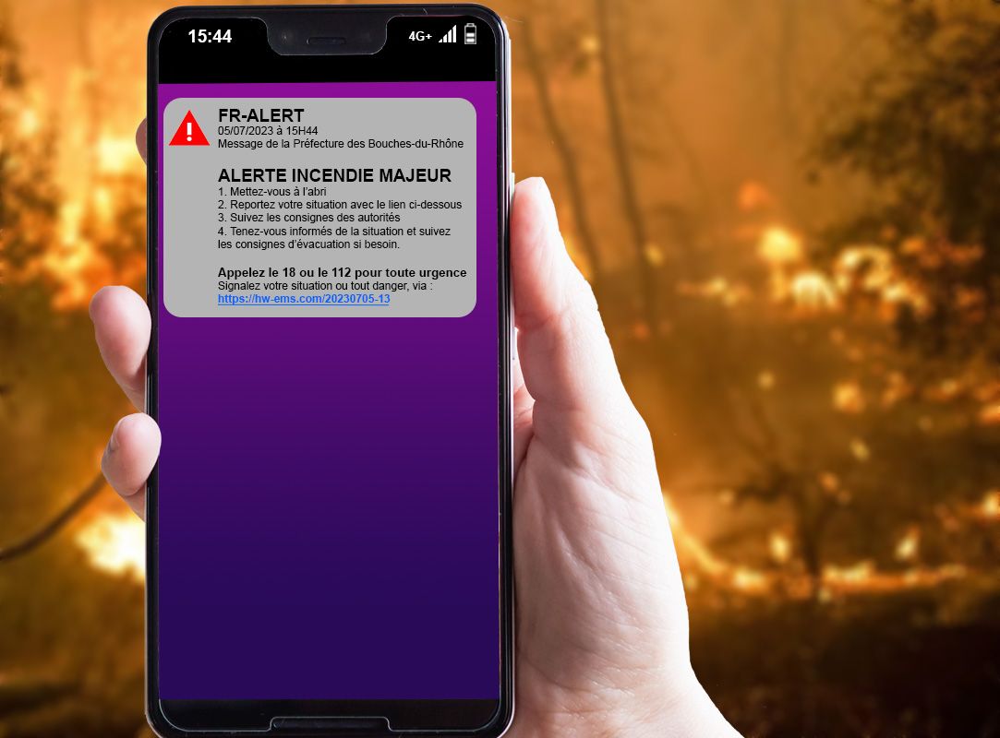 15:44
4G+
FR-ALERT
05/07/2023 à 15H44
Message de la Préfecture des Bouches-du-Rhône
ALERTE INCENDIE MAJEUR
1. Mettez-vous à l'abri
2. Reportez votre situation avec le lien ci-dessous
3. Suivez les consignes des autorités
4. Tenez-vous informés de la situation et suivez
les consignes d'évacuation si besoin.
Appelez le 18 ou le 112 pour toute urgence
Signalez votre situation ou tout danger, via :
https://hw-ems.com/20230705-13